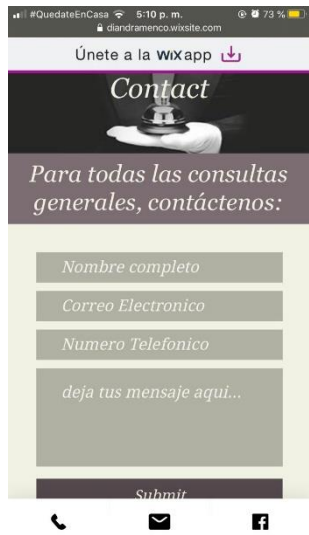 #QuedateEnCasa 5:10 p. m. 73 %
diandramenco.wixsite.com
Únete a la WiX app
Contact
Para todas las consultas
generales, contáctenos:
Nombre completo
Correo Electronico
Numero Telefonico
deja tus mensaje aqui...
Submit